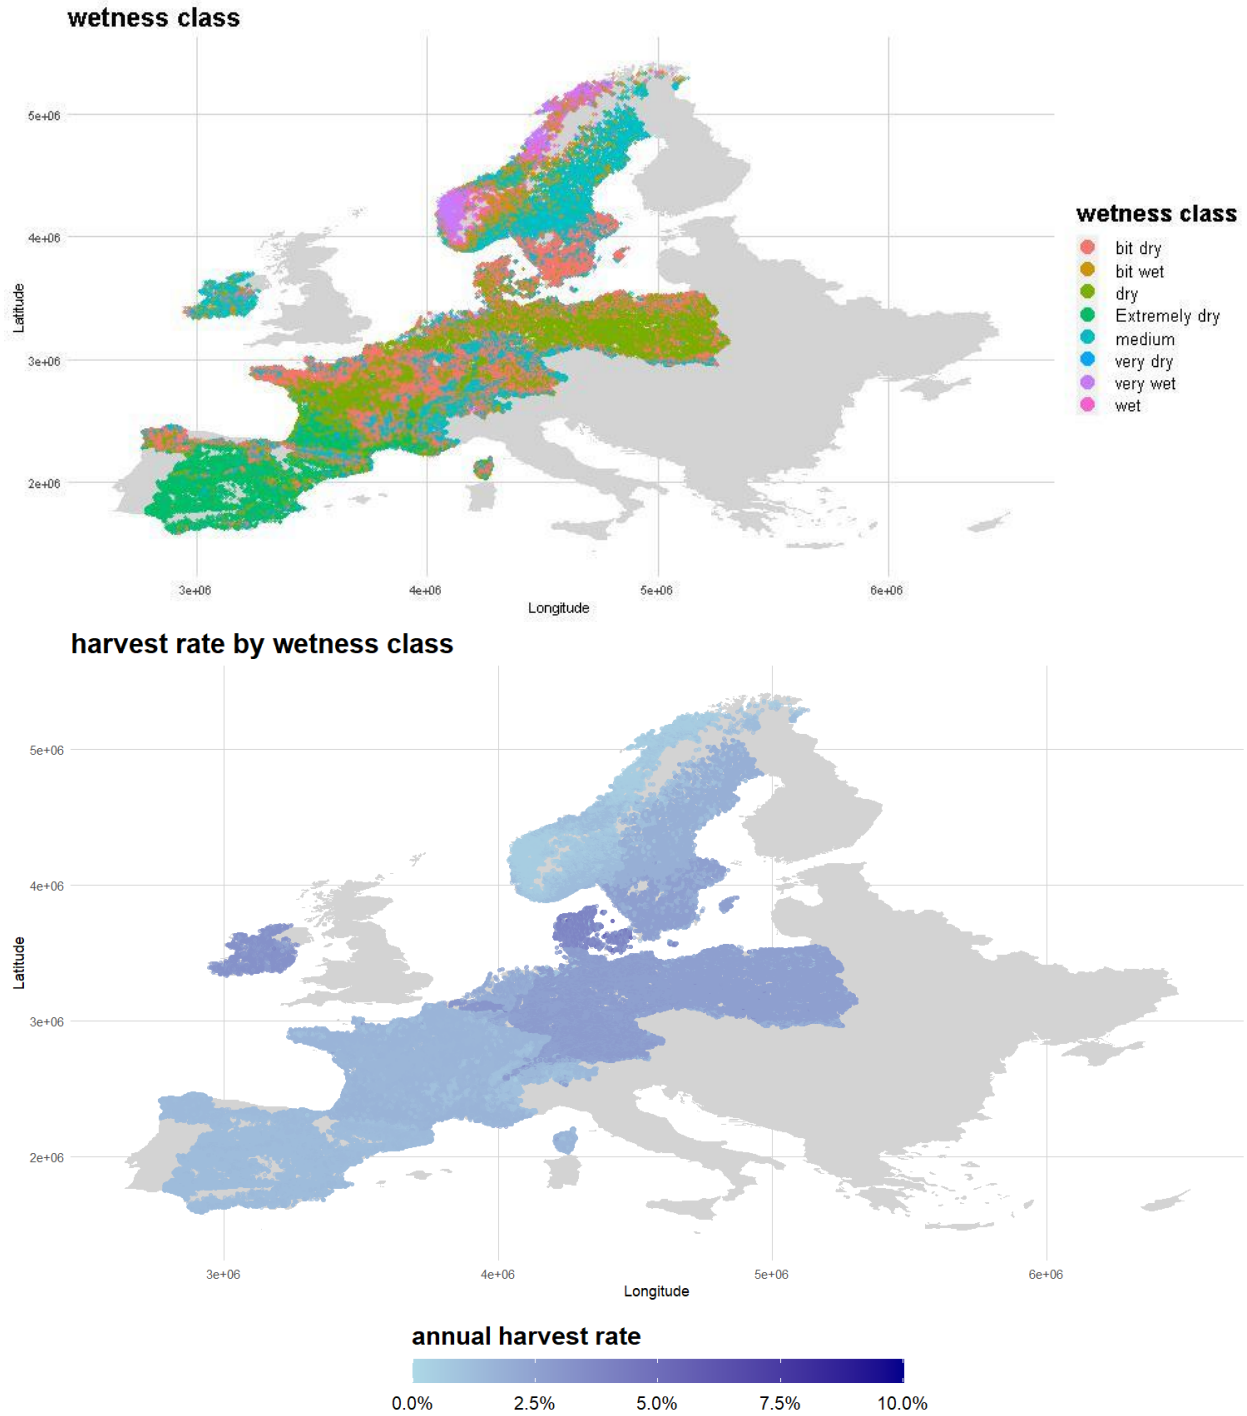 wetness class
5e+06
4e+06
3e+06
2e+06
Latitude
3e+06
4e+06
5e+06
6e+06
Longitude
wetness class
bit dry
bit wet
dry
Extremely dry
medium
very dry
very wet
wet
harvest rate by wetness class
5e+06
4e+06
3e+06
2e+06
Latitude
3e+06
4e+06
5e+06
6e+06
Longitude
annual harvest rate
0.0% 2.5% 5.0% 7.5% 10.0%